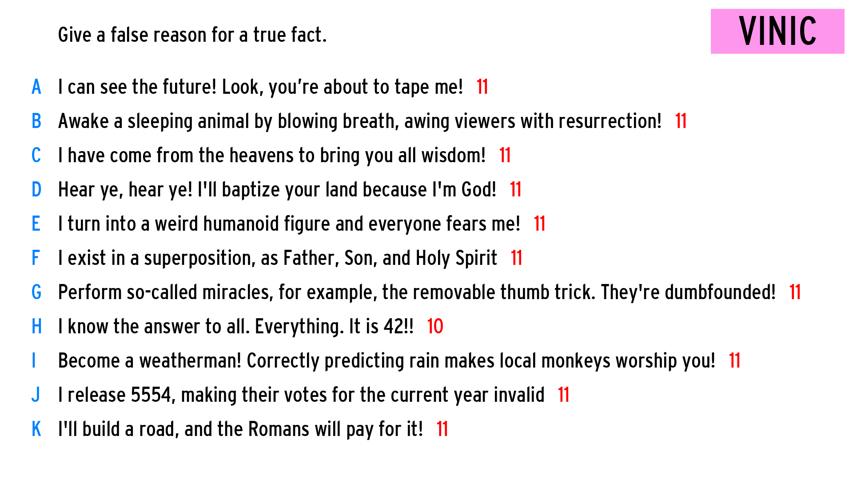 Give a false reason for a true fact.
VINIC
A I can see the future! Look, you're about to tape me! 11
B Awake a sleeping animal by blowing breath, awing viewers with resurrection! 11
C I have come from the heavens to bring you all wisdom! 11
D Hear ye, hear ye! I'll baptize your land because I'm God! 11
E I turn into a weird humanoid figure and everyone fears me! 11
F I exist in a superposition, as Father, Son, and Holy Spirit 11
G Perform so-called miracles, for example, the removable thumb trick. They're dumbfounded! 11
H I know the answer to all. Everything. It is 42!! 10
I Become a weatherman! Correctly predicting rain makes local monkeys worship you! 11
J I release 5554, making their votes for the current year invalid 11
K I'll build a road, and the Romans will pay for it! 11